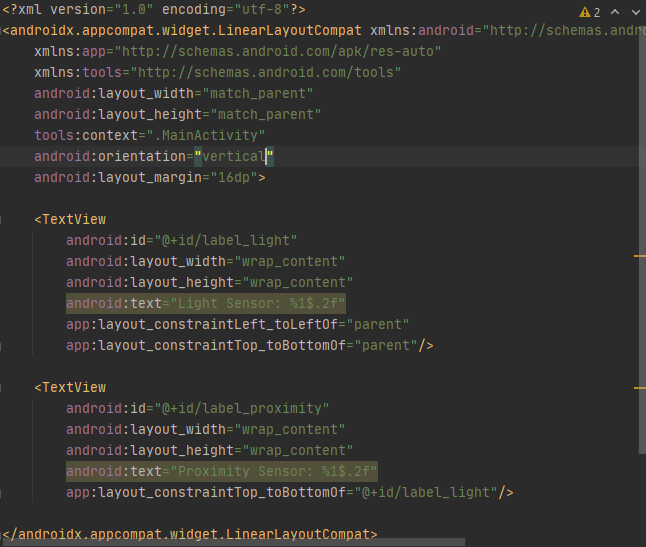 <?xml version="1.0" encoding="utf-8"?>
2
<androidx.appcompat.widget.LinearLayoutCompat xmlns:android="http://schemas.andro
xmlns:app="http://schemas.android.com/apk/res-auto"
xmlns:tools="http://schemas.android.com/tools"
android:layout_width="match_parent"
android:layout_height="match_parent"
tools:context=".MainActivity"
android:orientation="vertical"
android:layout_margin="16dp">
<TextView
android:id="@+id/label_light"
android:layout_width="wrap_content"
android:layout_height="wrap_content"
android:text="Light Sensor: %1$.2f"
app:layout_constraintLeft_toLeftOf="parent"
app:layout_constraintTop_toBottomOf="parent"/>
<TextView
android:id="@+id/label_proximity"
android:layout_width="wrap_content"
android:layout_height="wrap_content"
android:text="Proximity Sensor: %1$.2f"
app:layout_constraintTop_toBottomOf="@+id/label_light"/>
</androidx.appcompat.widget.LinearLayoutCompat>